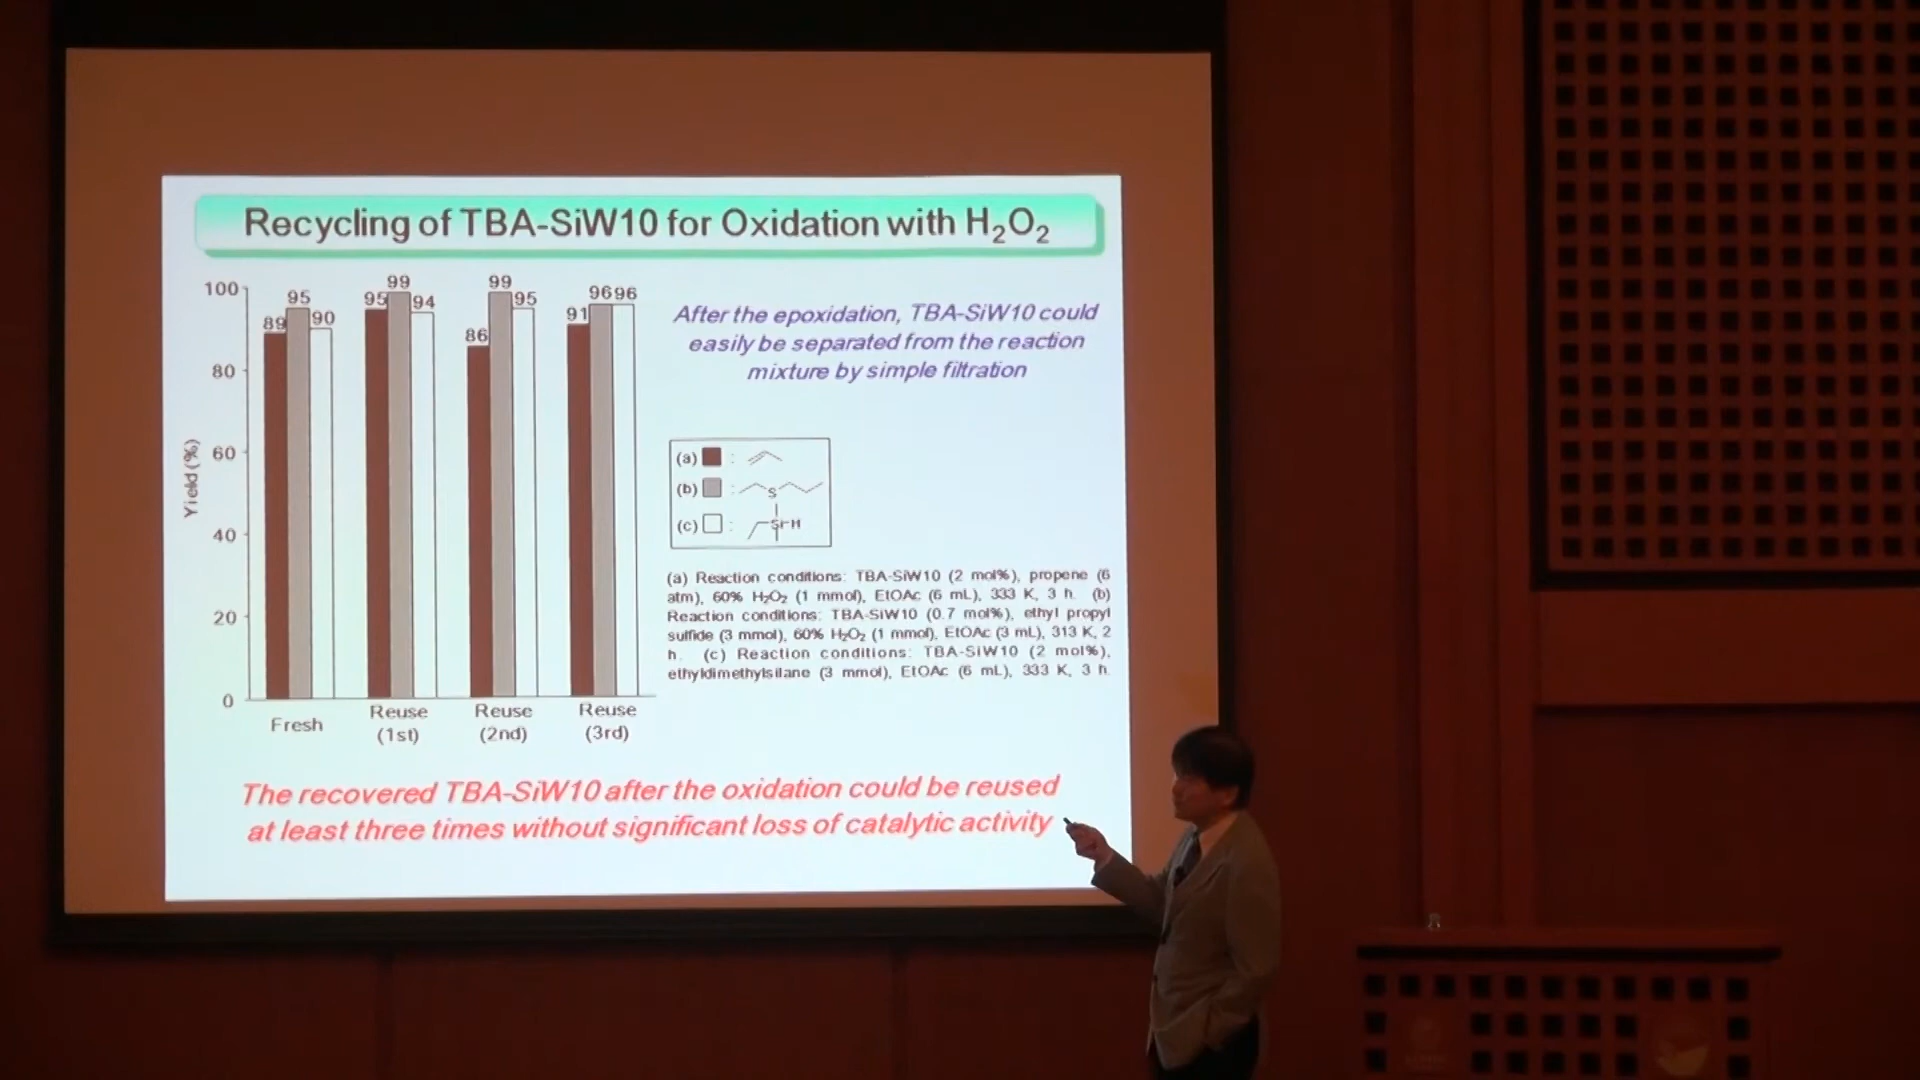 Recycling of TBA-SiW10 for Oxidation with H₂O₂
Yield (%)
100
80
60
40
20
0
89 95 90
95 99 94
86 99 95
91 96 96
Fresh
Reuse (1st)
Reuse (2nd)
Reuse (3rd)
After the epoxidation, TBA-SiW10 could
easily be separated from the reaction
mixture by simple filtration
(a) :
(b) : S
(c) : Si-H
(a) Reaction conditions: TBA-SiW10 (2 mol%), propene (6
atm), 60% H₂O₂ (1 mmol), EtOAc (6 mL), 333 K, 3 h. (b)
Reaction conditions: TBA-SiW10 (0.7 mol%), ethyl propyl
sulfide (3 mmol), 60% H₂O₂ (1 mmol), EtOAc (3 mL), 313 K, 2
h. (c) Reaction conditions: TBA-SiW10 (2 mol%),
ethyldimethylsilane (3 mmol), EtOAc (6 mL), 333 K, 3 h.
The recovered TBA-SiW10 after the oxidation could be reused
at least three times without significant loss of catalytic activity